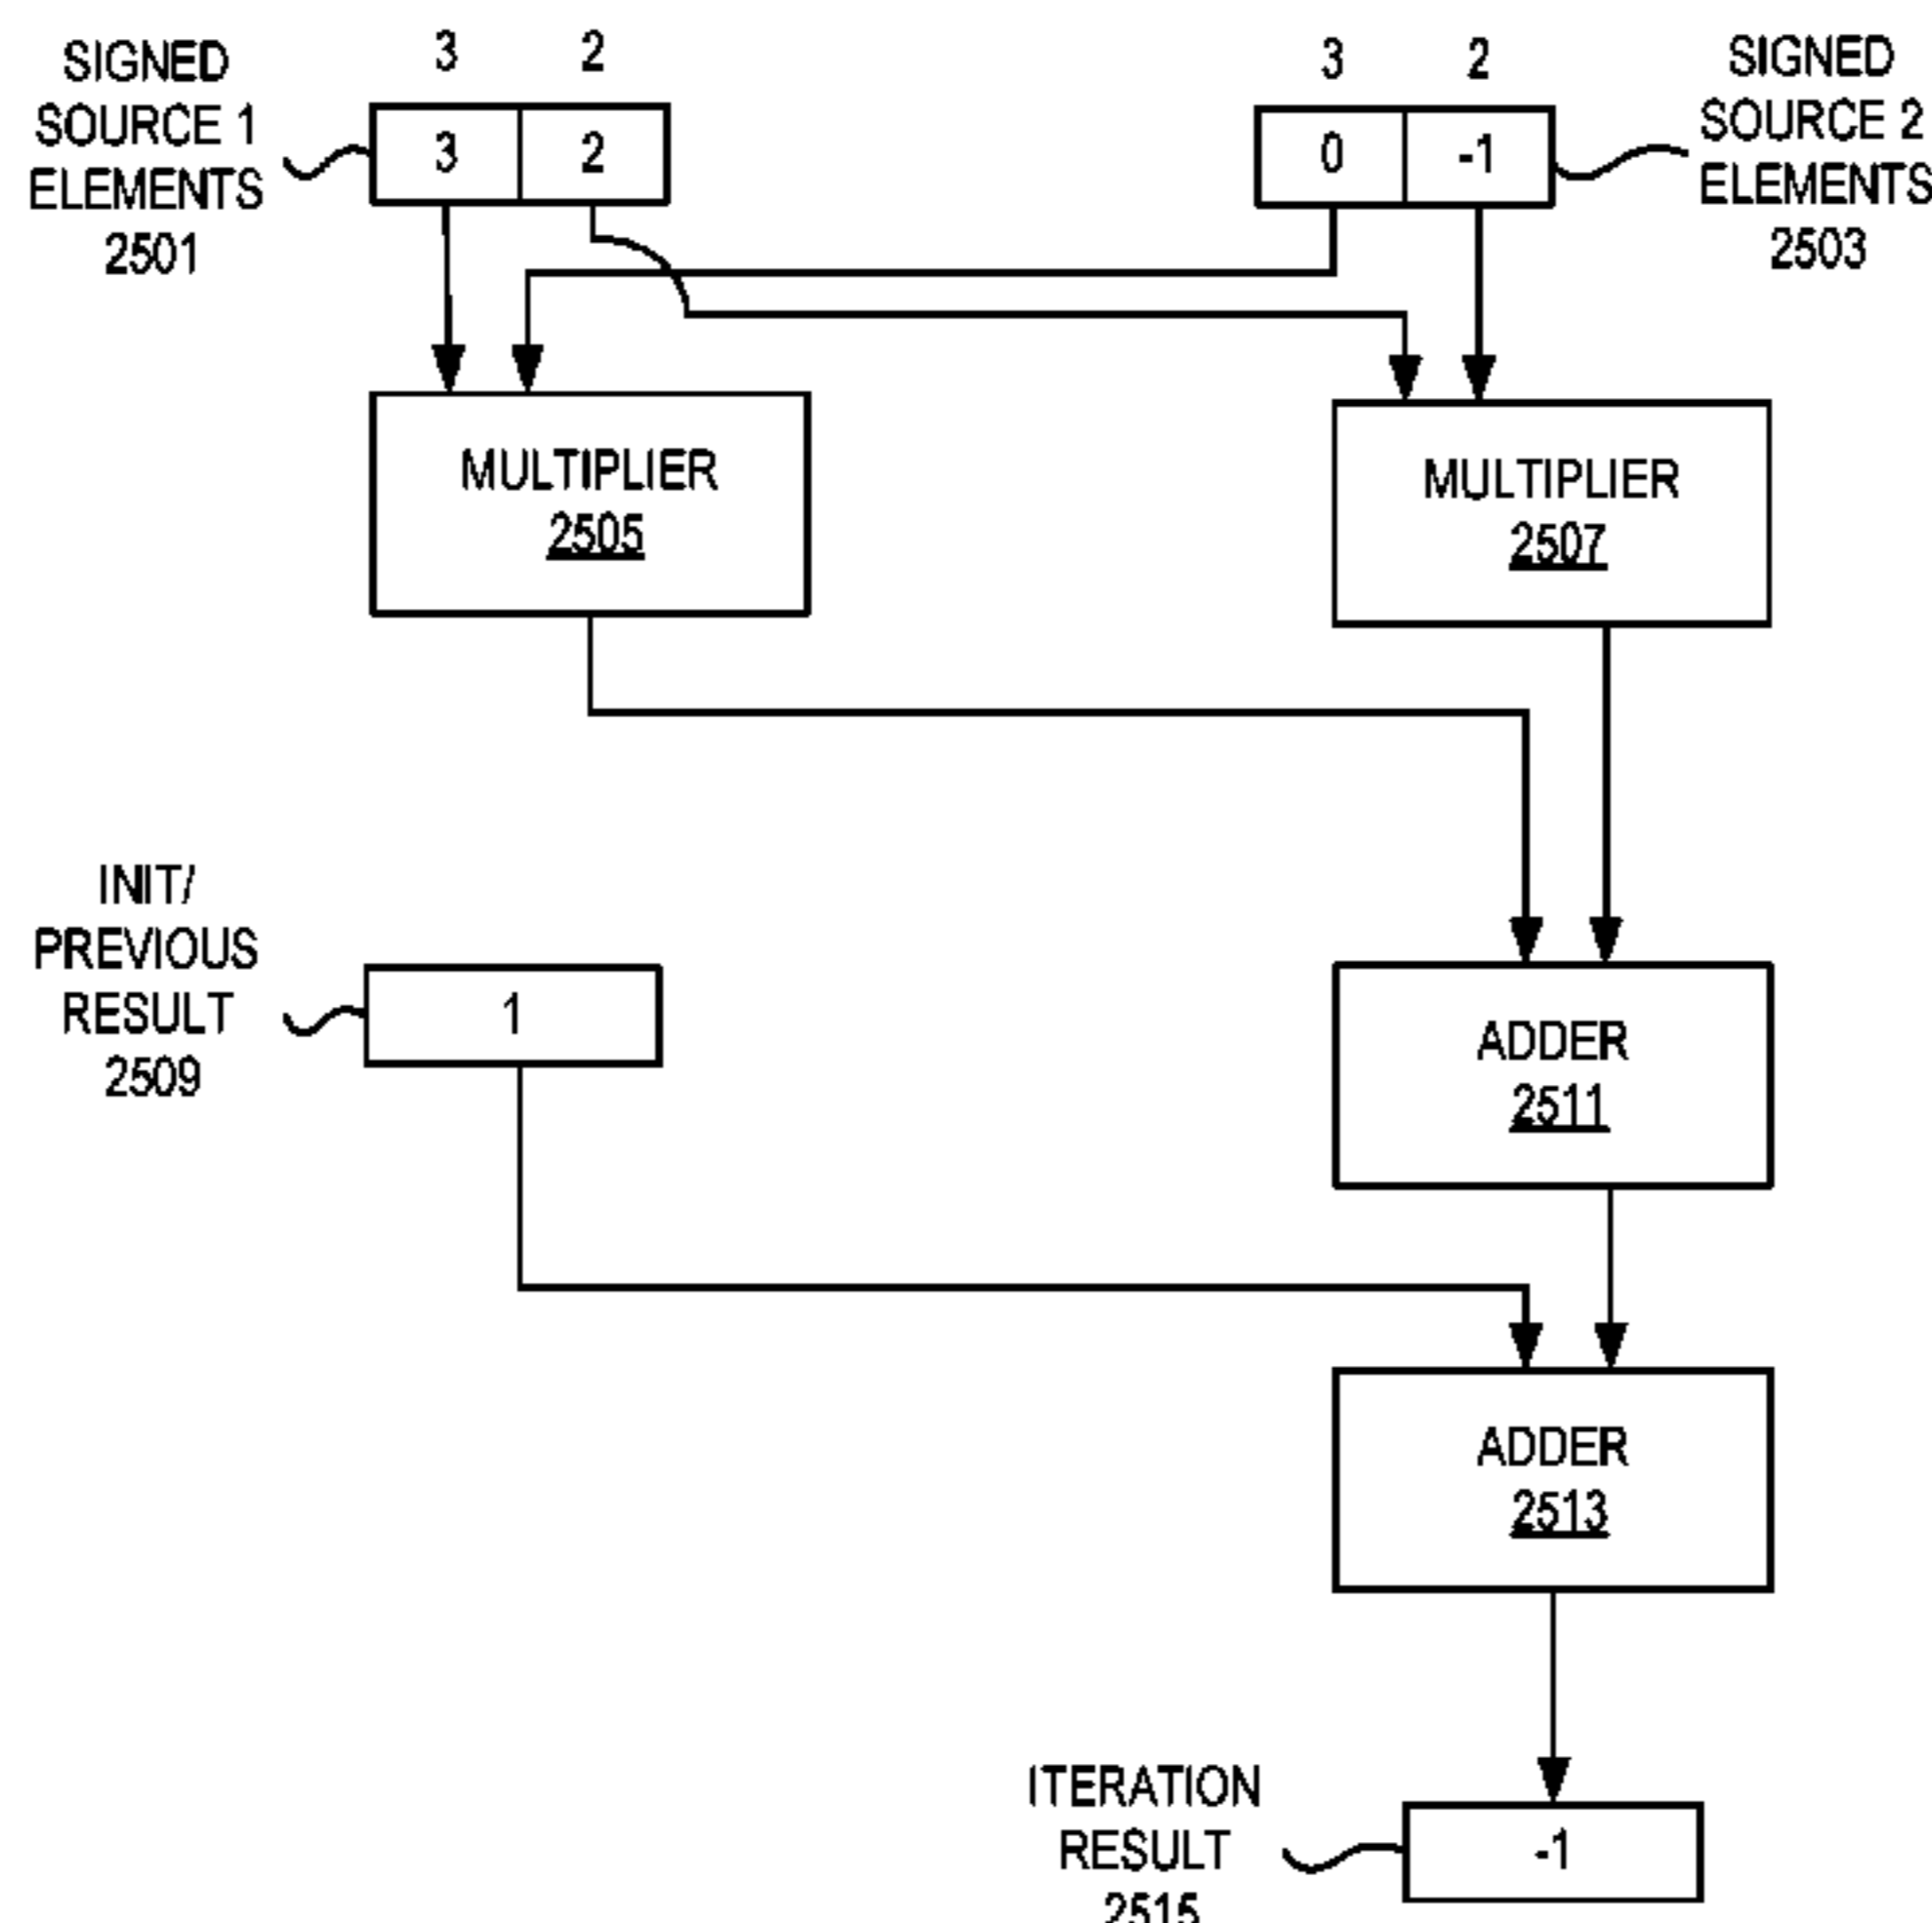 SIGNED
SOURCE 1
ELEMENTS
2501
3 2
3 2
3 2
0 -1
SIGNED
SOURCE 2
ELEMENTS
2503
MULTIPLIER
2505
MULTIPLIER
2507
INIT/
PREVIOUS
RESULT
2509
1
ADDER
2511
ADDER
2513
ITERATION
RESULT
2515
-1